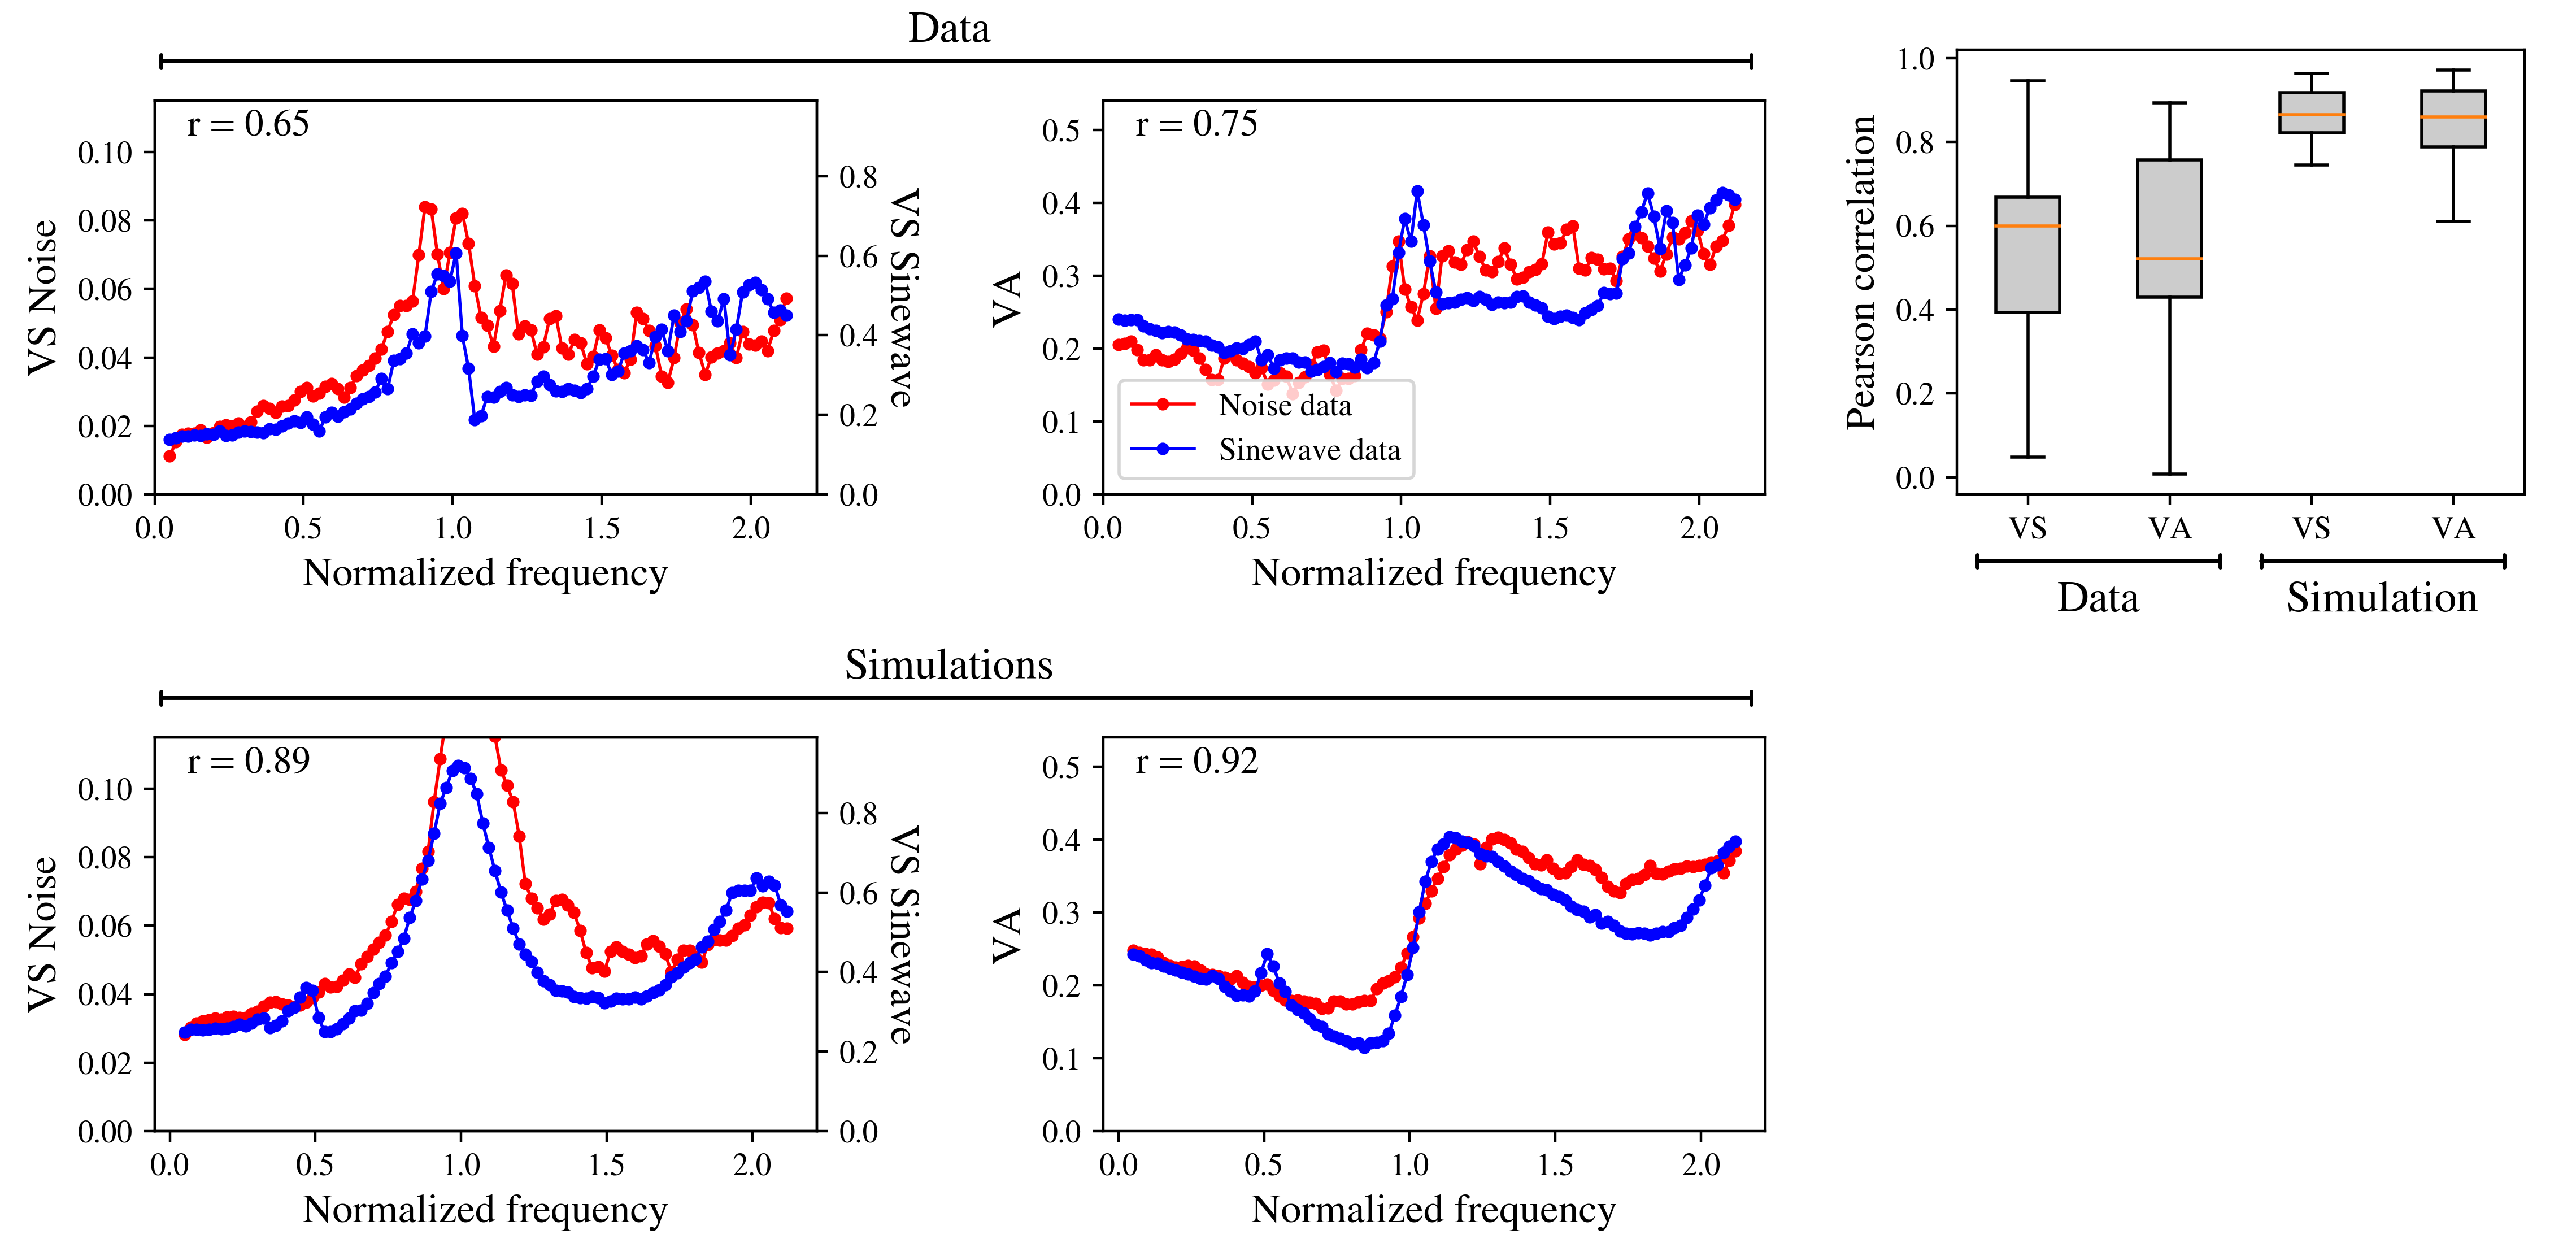 Data
r = 0.65
0.10
0.08
0.06
0.04
0.02
0.00
VS Noise
0.8
0.6
0.4
0.2
0.0
VS Sinewave
0.0 0.5 1.0 1.5 2.0
Normalized frequency
r = 0.75
0.5
0.4
0.3
0.2
0.1
0.0
VA
Noise data
Sinewave data
0.0 0.5 1.0 1.5 2.0
Normalized frequency
1.0
0.8
0.6
0.4
0.2
0.0
Pearson correlation
VS VA VS VA
Data Simulation
Simulations
r = 0.89
0.10
0.08
0.06
0.04
0.02
0.00
VS Noise
0.8
0.6
0.4
0.2
0.0
VS Sinewave
0.0 0.5 1.0 1.5 2.0
Normalized frequency
r = 0.92
0.5
0.4
0.3
0.2
0.1
0.0
VA
0.0 0.5 1.0 1.5 2.0
Normalized frequency